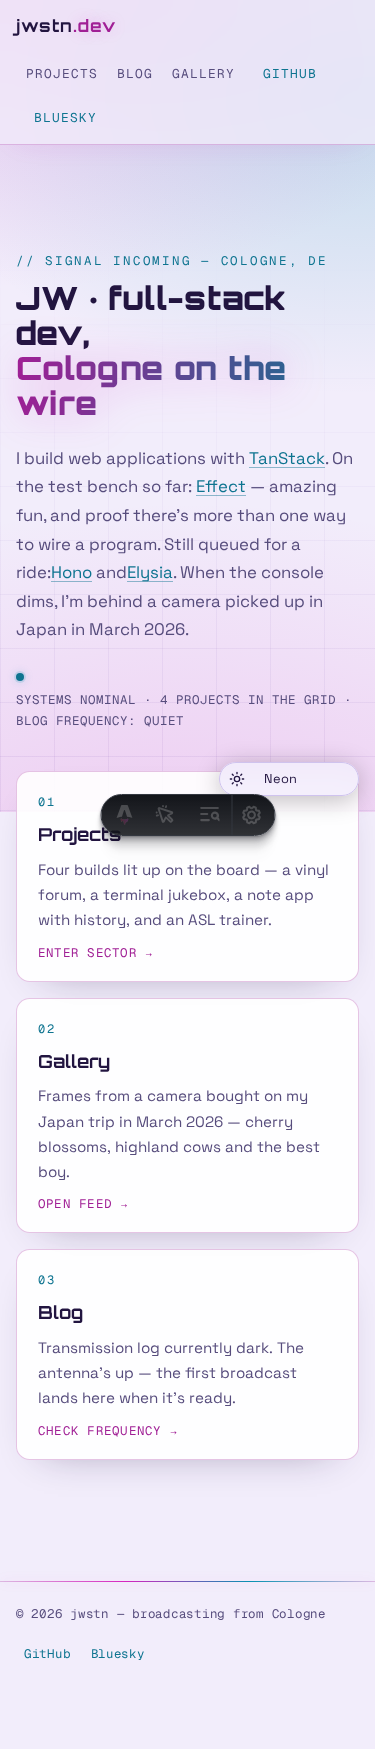 jwstn.dev
PROJECTS BLOG GALLERY GITHUB
BLUESKY
// SIGNAL INCOMING — COLOGNE, DE
JW · full-stack
dev,
Cologne on the
wire
I build web applications with TanStack. On
the test bench so far: Effect — amazing
fun, and proof there's more than one way
to wire a program. Still queued for a
ride:Hono andElysia. When the console
dims, I'm behind a camera picked up in
Japan in March 2026.
SYSTEMS NOMINAL · 4 PROJECTS IN THE GRID ·
BLOG FREQUENCY: QUIET
Neon
01
Projects
Four builds lit up on the board — a vinyl
forum, a terminal jukebox, a note app
with history, and an ASL trainer.
ENTER SECTOR →
02
Gallery
Frames from a camera bought on my
Japan trip in March 2026 — cherry
blossoms, highland cows and the best
boy.
OPEN FEED →
03
Blog
Transmission log currently dark. The
antenna's up — the first broadcast
lands here when it's ready.
CHECK FREQUENCY →
© 2026 jwstn — broadcasting from Cologne
GitHub Bluesky